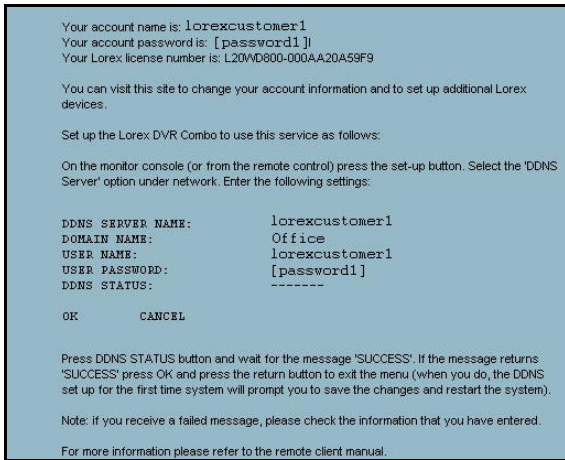 Your account name is: lorexcustomer1
Your account password is: [password1]I
Your Lorex license number is: L20WD800-000AA20A59F9
You can visit this site to change your account information and to set up additional Lorex
devices.
Set up the Lorex DVR Combo to use this service as follows:
On the monitor console (or from the remote control) press the set-up button. Select the 'DDNS
Server' option under network. Enter the following settings:
DDNS SERVER NAME: lorexcustomer1
DOMAIN NAME: Office
USER NAME: lorexcustomer1
USER PASSWORD: [password1]
DDNS STATUS: -------
OK CANCEL
Press DDNS STATUS button and wait for the message 'SUCCESS'. If the message returns
'SUCCESS' press OK and press the return button to exit the menu (when you do, the DDNS
set up for the first time system will prompt you to save the changes and restart the system).
Note: if you receive a failed message, please check the information that you have entered.
For more information please refer to the remote client manual.